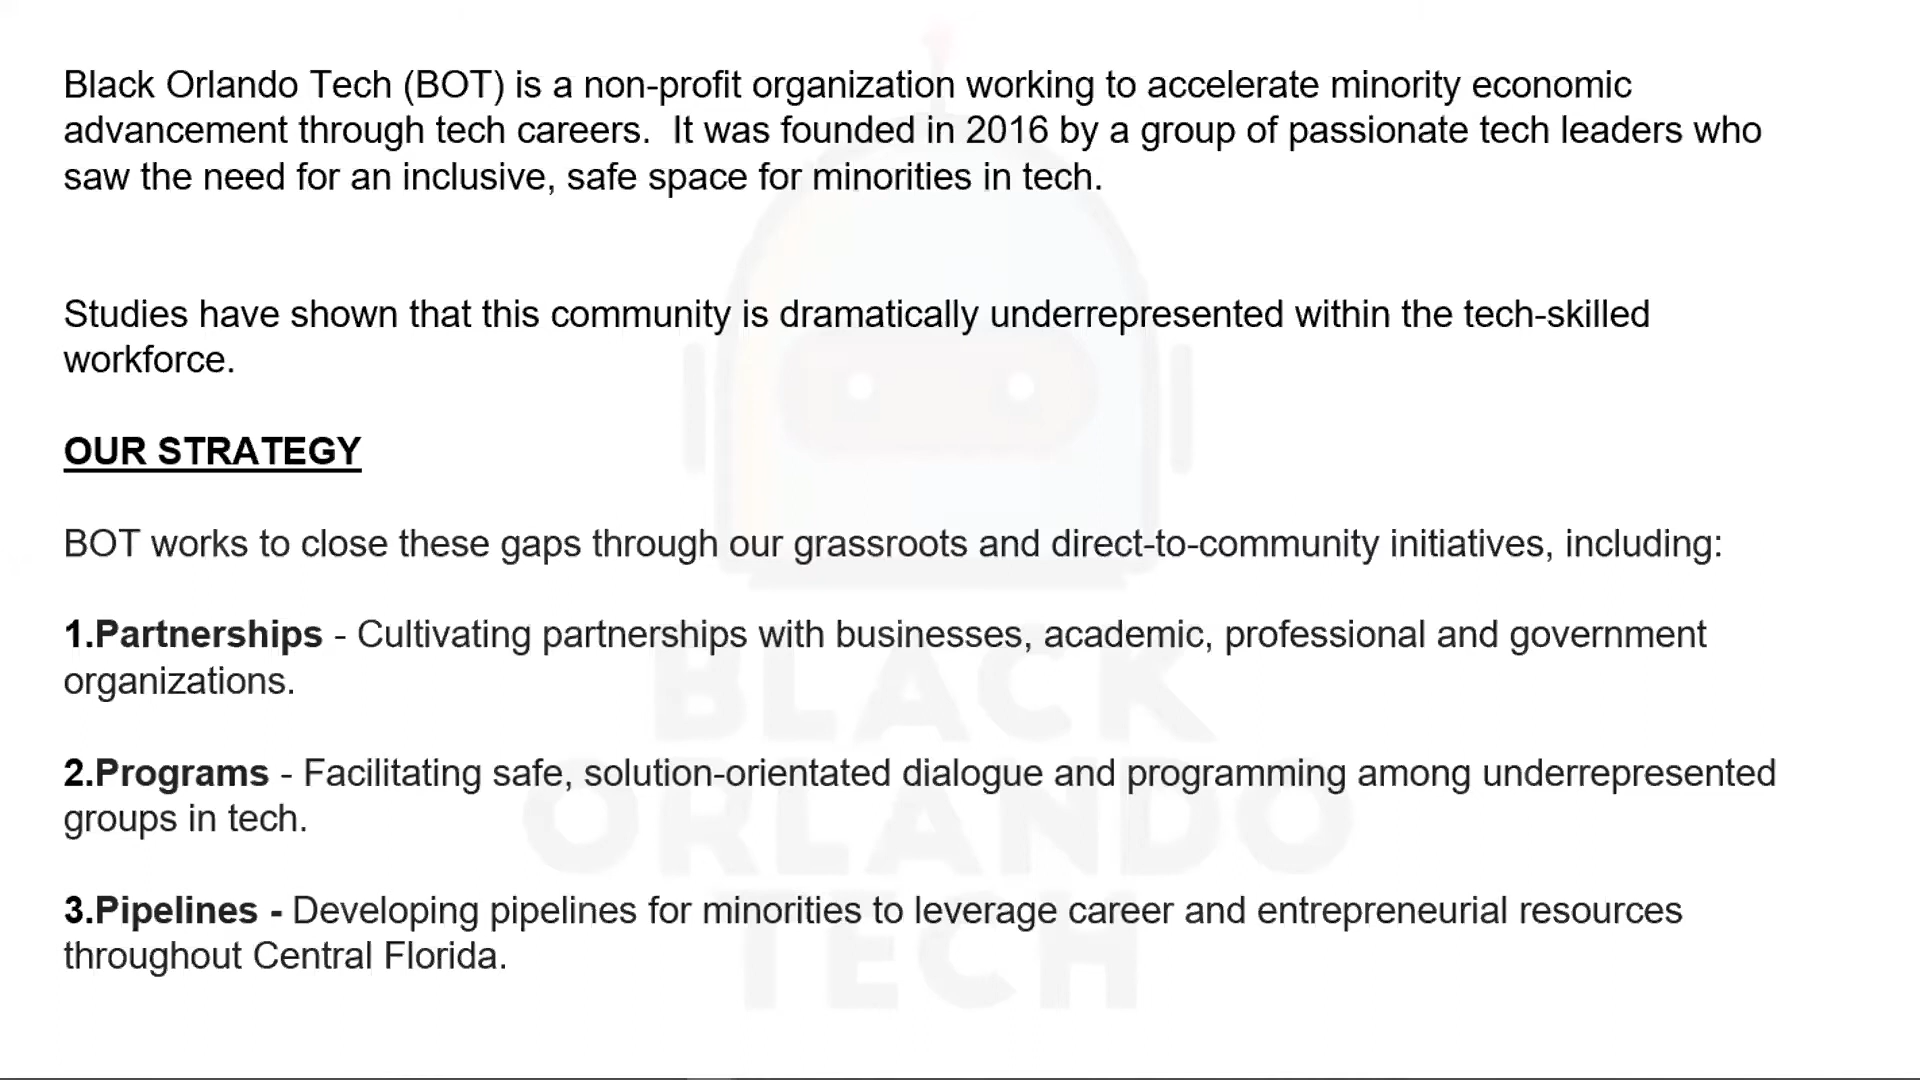 Black Orlando Tech (BOT) is a non-profit organization working to accelerate minority economic
advancement through tech careers.  It was founded in 2016 by a group of passionate tech leaders who
saw the need for an inclusive, safe space for minorities in tech.
Studies have shown that this community is dramatically underrepresented within the tech-skilled
workforce.
OUR STRATEGY
BOT works to close these gaps through our grassroots and direct-to-community initiatives, including:
1.Partnerships - Cultivating partnerships with businesses, academic, professional and government
organizations.
2.Programs - Facilitating safe, solution-orientated dialogue and programming among underrepresented
groups in tech.
3.Pipelines - Developing pipelines for minorities to leverage career and entrepreneurial resources
throughout Central Florida.
BLACK
ORLANDO
TECH